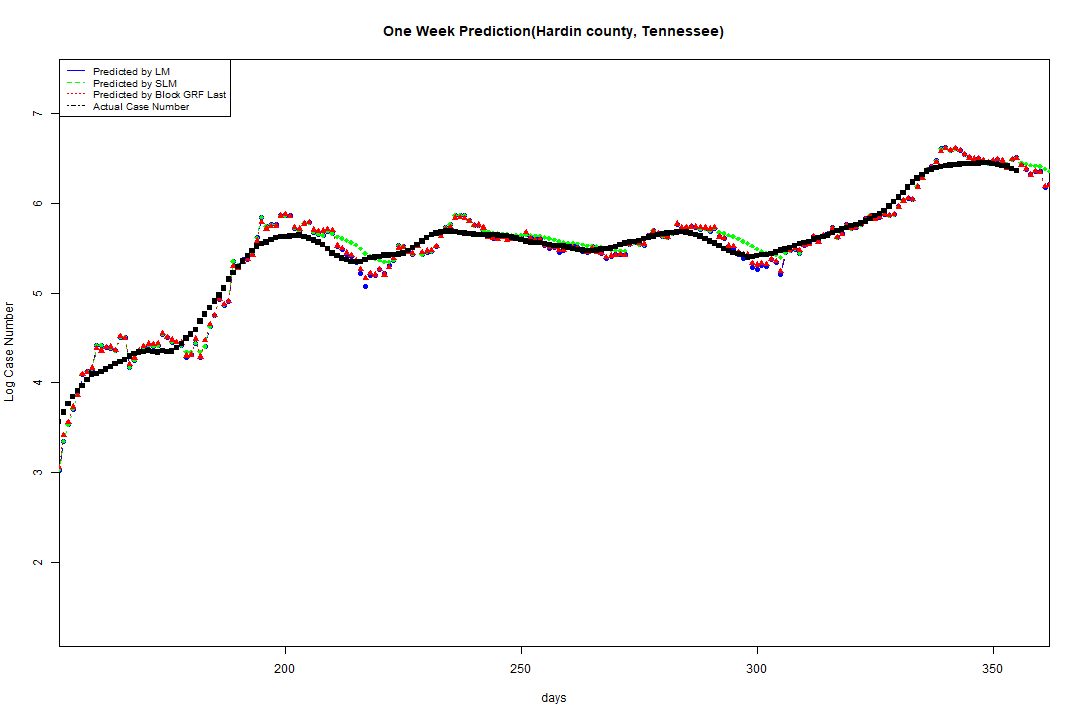 One Week Prediction(Hardin county, Tennessee)
Predicted by LM
Predicted by SLM
Predicted by Block GRF Last
Actual Case Number
7
6
5
4
3
2
Log Case Number
200
250
300
350
days